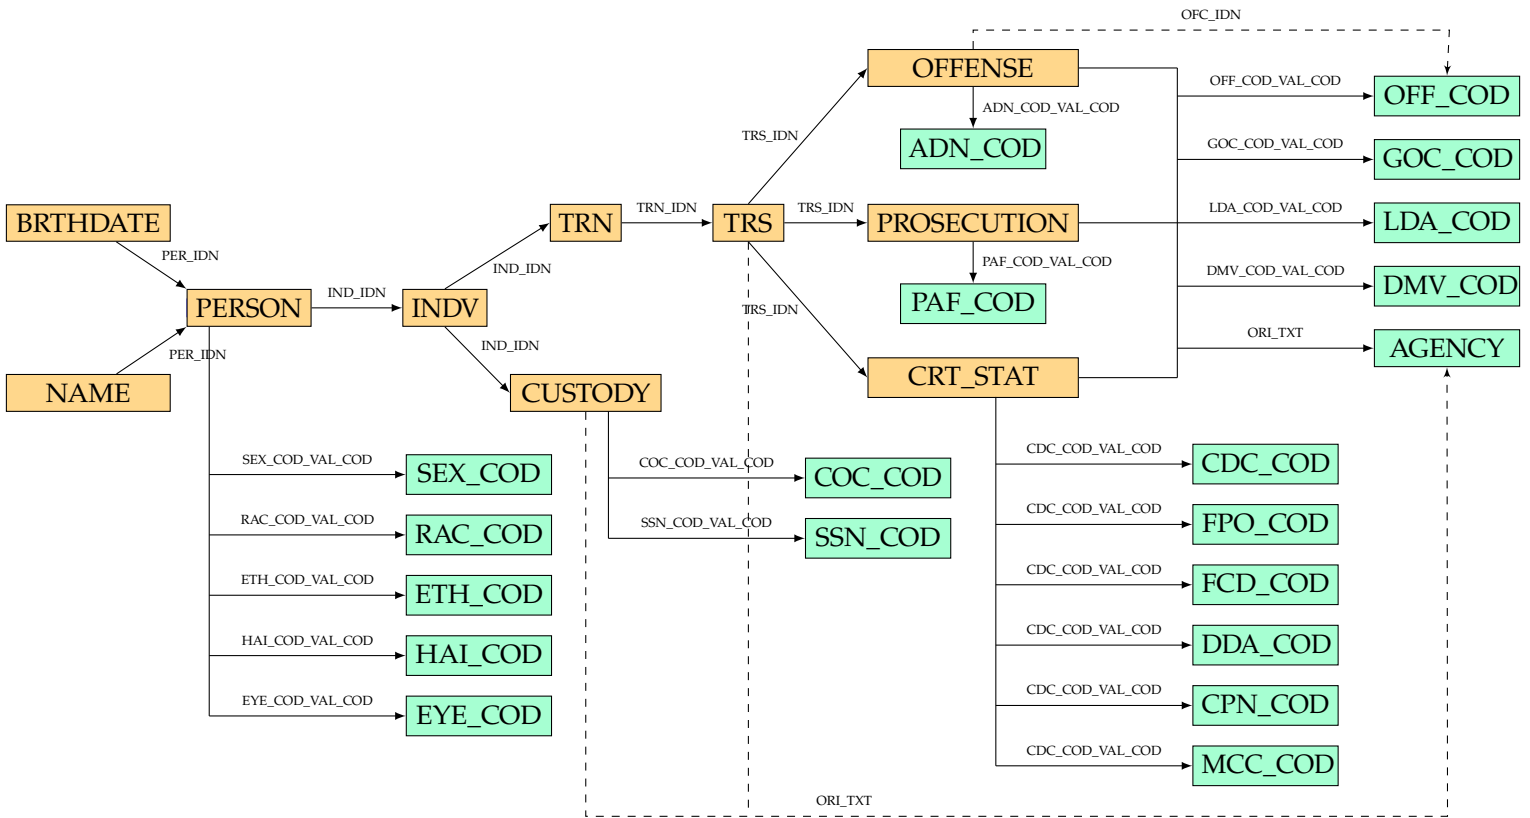 OFC_IDN
OFFENSE
OFF_COD_VAL_COD
OFF_COD
ADN_COD_VAL_COD
TRS_IDN
ADN_COD
GOC_COD_VAL_COD
GOC_COD
BRTHDATE
TRN
TRN_IDN
TRS
TRS_IDN
PROSECUTION
LDA_COD_VAL_COD
LDA_COD
PER_IDN
IND_IDN
PAF_COD_VAL_COD
DMV_COD_VAL_COD
DMV_COD
PERSON
IND_IDN
INDV
TRS_IDN
PAF_COD
PER_IDN
IND_IDN
ORI_TXT
AGENCY
NAME
CUSTODY
CRT_STAT
SEX_COD_VAL_COD
SEX_COD
COC_COD_VAL_COD
COC_COD
CDC_COD_VAL_COD
CDC_COD
RAC_COD_VAL_COD
RAC_COD
SSN_COD_VAL_COD
SSN_COD
CDC_COD_VAL_COD
FPO_COD
ETH_COD_VAL_COD
ETH_COD
CDC_COD_VAL_COD
FCD_COD
HAI_COD_VAL_COD
HAI_COD
CDC_COD_VAL_COD
DDA_COD
EYE_COD_VAL_COD
EYE_COD
CDC_COD_VAL_COD
CPN_COD
CDC_COD_VAL_COD
MCC_COD
ORI_TXT